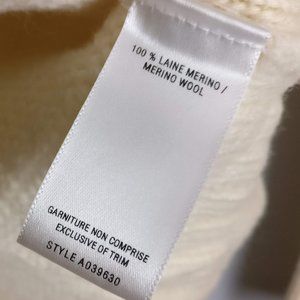 100 % LAINE MERINO /
MERINO WOOL
GARNITURE NON COMPRISE
EXCLUSIVE OF TRIM
STYLE A039630